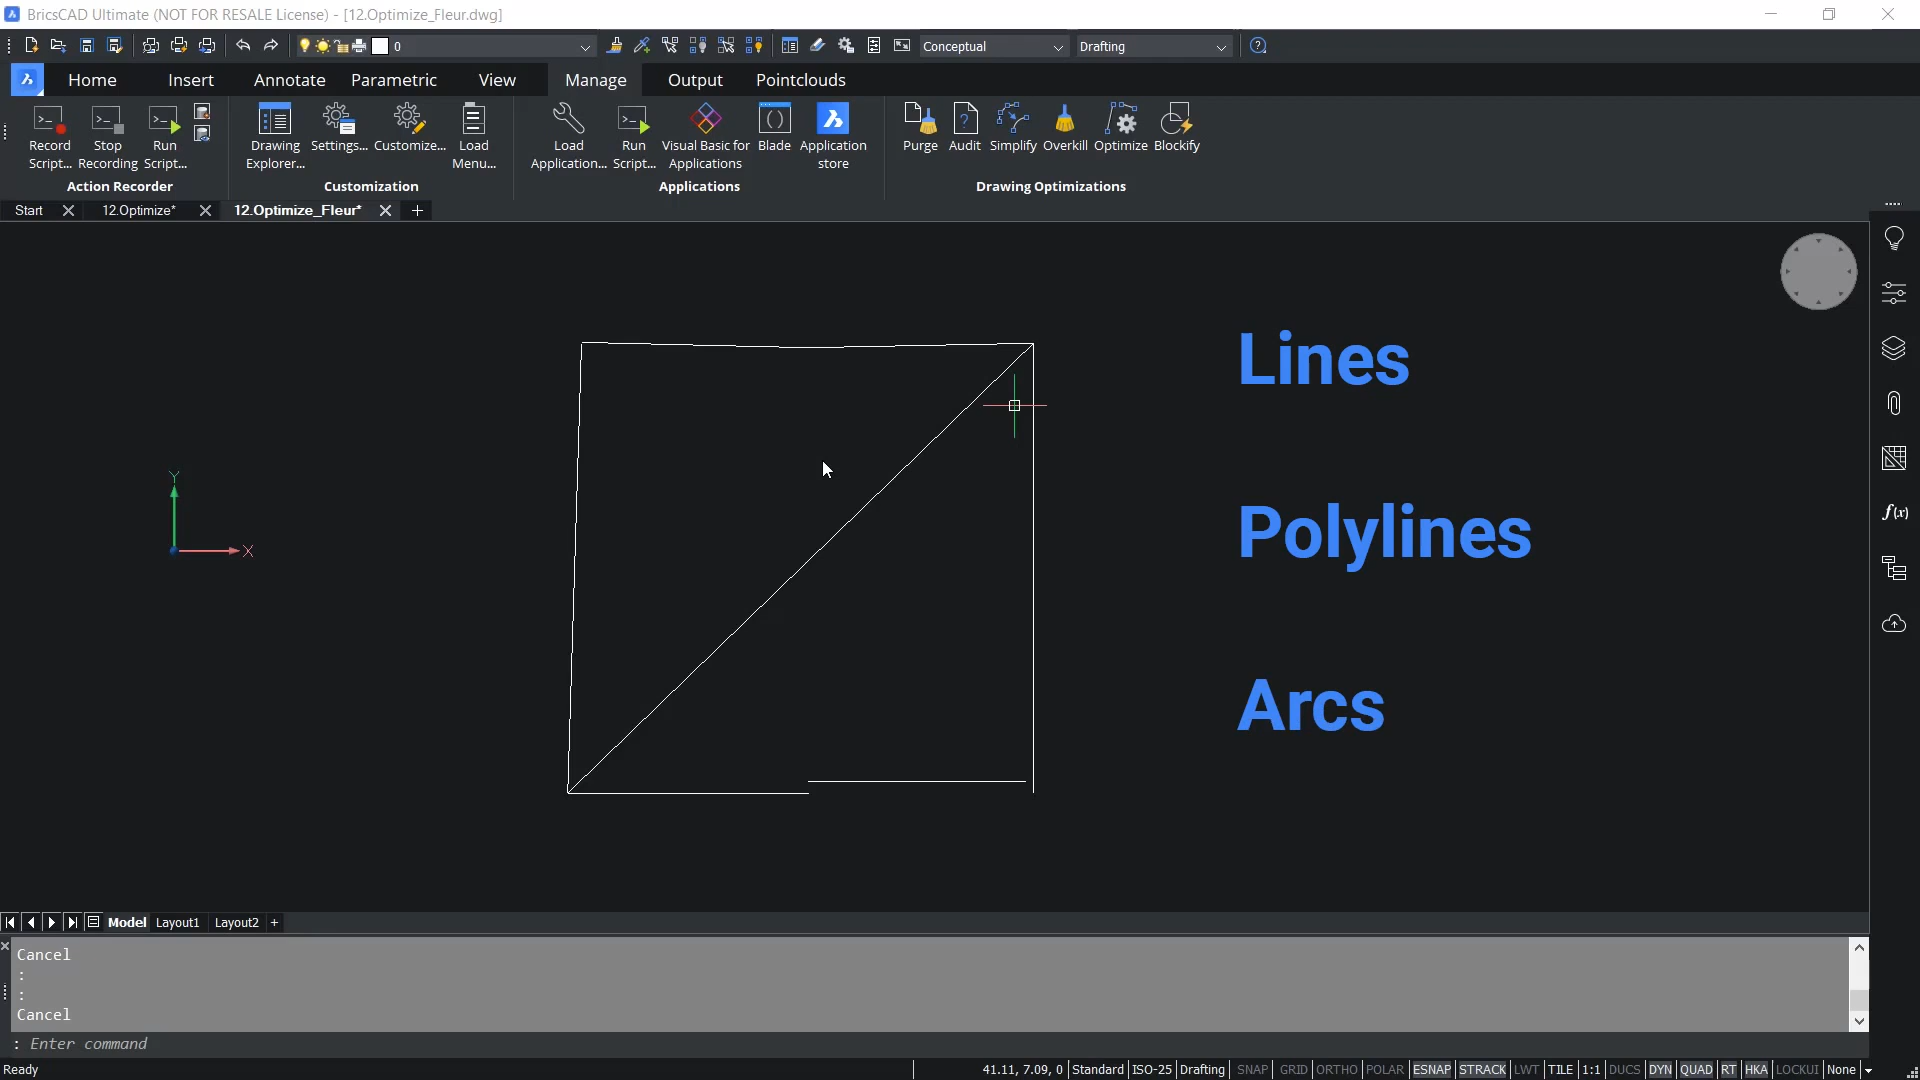 BricsCAD Ultimate (NOT FOR RESALE License) - [12.Optimize_Fleur.dwg]
0
Conceptual
Drafting
Home Insert Annotate Parametric View Manage Output Pointclouds
Record Script...
Stop Recording
Run Script...
Drawing Explorer...
Settings...
Customize...
Load Menu...
Load Application...
Run Script...
Visual Basic for Applications
Blade
Application store
Purge
Audit
Simplify
Overkill
Optimize
Blockify
Action Recorder
Customization
Applications
Drawing Optimizations
Start
12.Optimize*
12.Optimize_Fleur*
Lines
Polylines
Arcs
Y
X
f(x)
Model Layout1 Layout2 +
Cancel
:
:
Cancel
: Enter command
Ready
41.11, 7.09, 0 Standard ISO-25 Drafting SNAP GRID ORTHO POLAR ESNAP STRACK LWT TILE 1:1 DUCS DYN QUAD RT HKA LOCKUI None